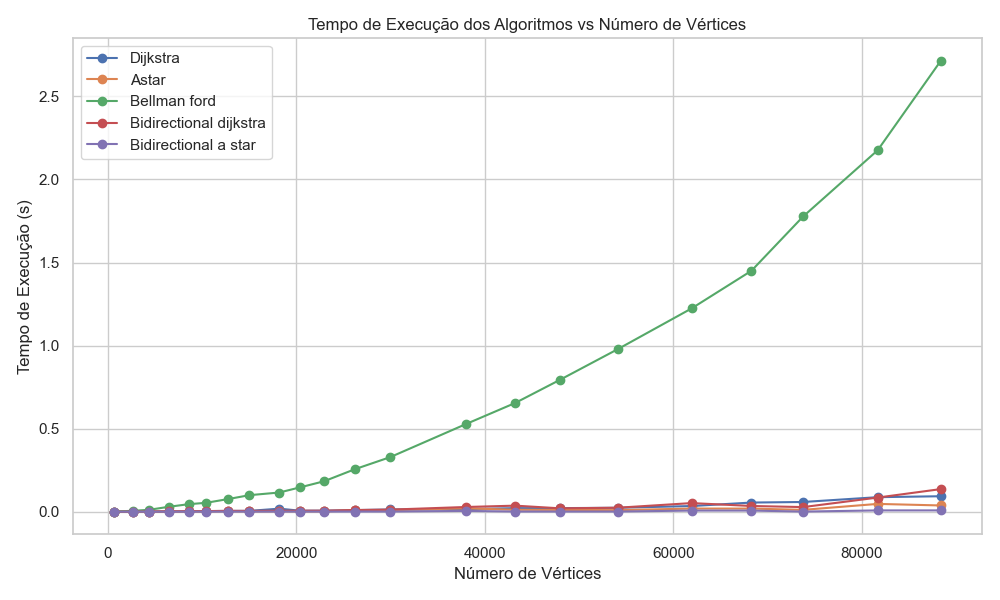 Tempo de Execução dos Algoritmos vs Número de Vértices
Dijkstra
Astar
Bellman ford
Bidirectional dijkstra
Bidirectional a star
Tempo de Execução (s)
2.5
2.0
1.5
1.0
0.5
0.0
0
20000
40000
60000
80000
Número de Vértices